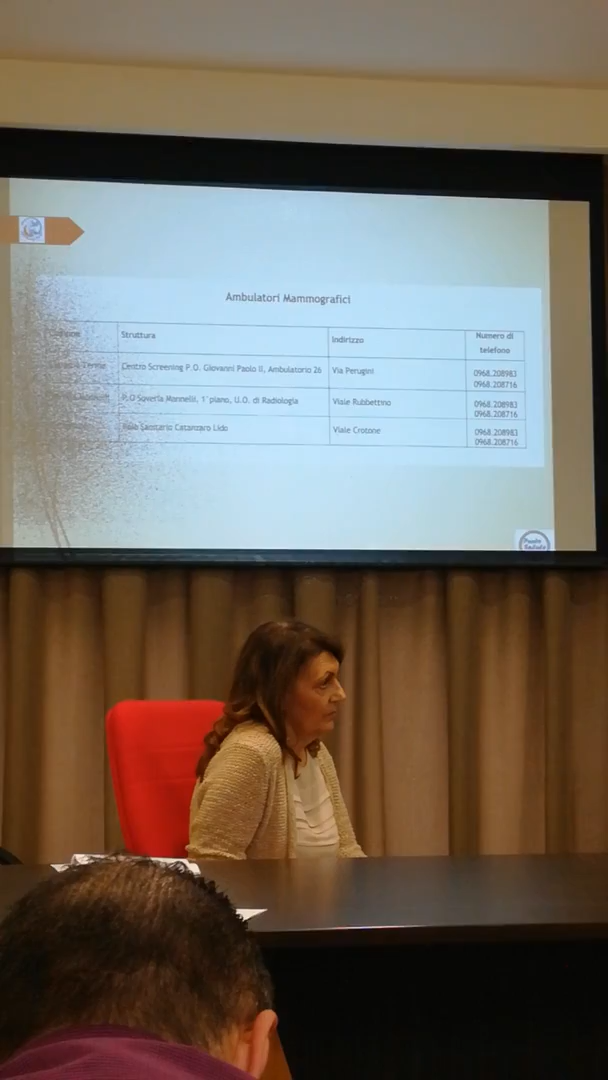 Ambulatori Mammografici
Struttura Indirizzo Numero di
telefono
Centro Screening P.O. Giovanni Paolo II, Ambulatorio 26 Via Perugini 0968.208983
0968.208716
P.O Soveria Mannelli, 1° piano, U.O. di Radiologia Viale Rubbettino 0968.208983
0968.208716
Polo Sanitario Catanzaro Lido Viale Crotone 0968.208983
0968.208716